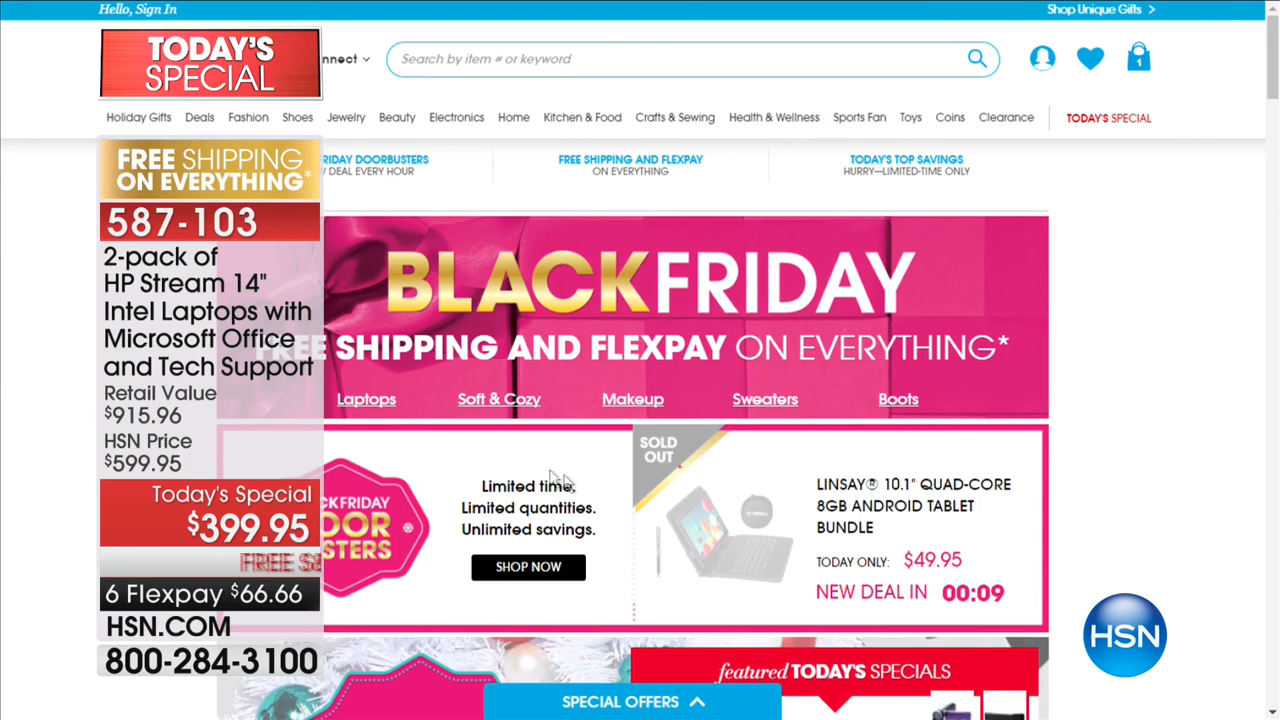 Hello, Sign In
Shop Unique Gifts
TODAY'S
SPECIAL
nnect
Search by item # or keyword
1
Holiday Gifts Deals Fashion Shoes Jewelry Beauty Electronics Home Kitchen & Food Crafts & Sewing Health & Wellness Sports Fan Toys Coins Clearance TODAY'S SPECIAL
FREE SHIPPING
ON EVERYTHING*
RIDAY DOORBUSTERS
DEAL EVERY HOUR
FREE SHIPPING AND FLEXPAY
ON EVERYTHING
TODAY'S TOP SAVINGS
HURRY—LIMITED-TIME ONLY
587-103
2-pack of
HP Stream 14"
Intel Laptops with
Microsoft Office
and Tech Support
Retail Value
$915.96
HSN Price
$599.95
Today's Special
$399.95
FREE S&
6 Flexpay $66.66
HSN.COM
800-284-3100
BLACKFRIDAY
FREE SHIPPING AND FLEXPAY ON EVERYTHING*
Laptops Soft & Cozy Makeup Sweaters Boots
CKFRIDAY
OOR
STERS
Limited time.
Limited quantities.
Unlimited savings.
SHOP NOW
SOLD
OUT
LINSAY® 10.1" QUAD-CORE
8GB ANDROID TABLET
BUNDLE
TODAY ONLY: $49.95
NEW DEAL IN 00:09
HSN
featured TODAY'S SPECIALS
SPECIAL OFFERS